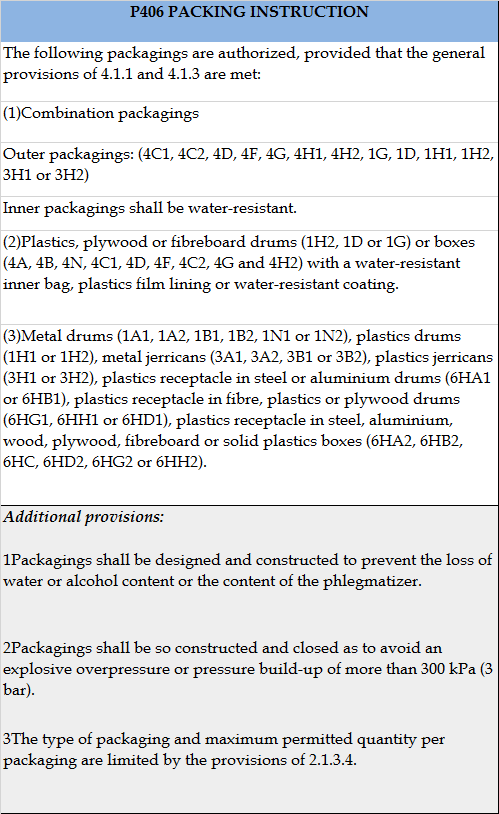 P406 PACKING INSTRUCTION
The following packagings are authorized, provided that the general
provisions of 4.1.1 and 4.1.3 are met:
(1)Combination packagings
Outer packagings: (4C1, 4C2, 4D, 4F, 4G, 4H1, 4H2, 1G, 1D, 1H1, 1H2,
3H1 or 3H2)
Inner packagings shall be water-resistant.
(2)Plastics, plywood or fibreboard drums (1H2, 1D or 1G) or boxes
(4A, 4B, 4N, 4C1, 4D, 4F, 4C2, 4G and 4H2) with a water-resistant
inner bag, plastics film lining or water-resistant coating.
(3)Metal drums (1A1, 1A2, 1B1, 1B2, 1N1 or 1N2), plastics drums
(1H1 or 1H2), metal jerricans (3A1, 3A2, 3B1 or 3B2), plastics jerricans
(3H1 or 3H2), plastics receptacle in steel or aluminium drums (6HA1
or 6HB1), plastics receptacle in fibre, plastics or plywood drums
(6HG1, 6HH1 or 6HD1), plastics receptacle in steel, aluminium,
wood, plywood, fibreboard or solid plastics boxes (6HA2, 6HB2,
6HC, 6HD2, 6HG2 or 6HH2).
Additional provisions:
1Packagings shall be designed and constructed to prevent the loss of
water or alcohol content or the content of the phlegmatizer.
2Packagings shall be so constructed and closed as to avoid an
explosive overpressure or pressure build-up of more than 300 kPa (3
bar).
3The type of packaging and maximum permitted quantity per
packaging are limited by the provisions of 2.1.3.4.